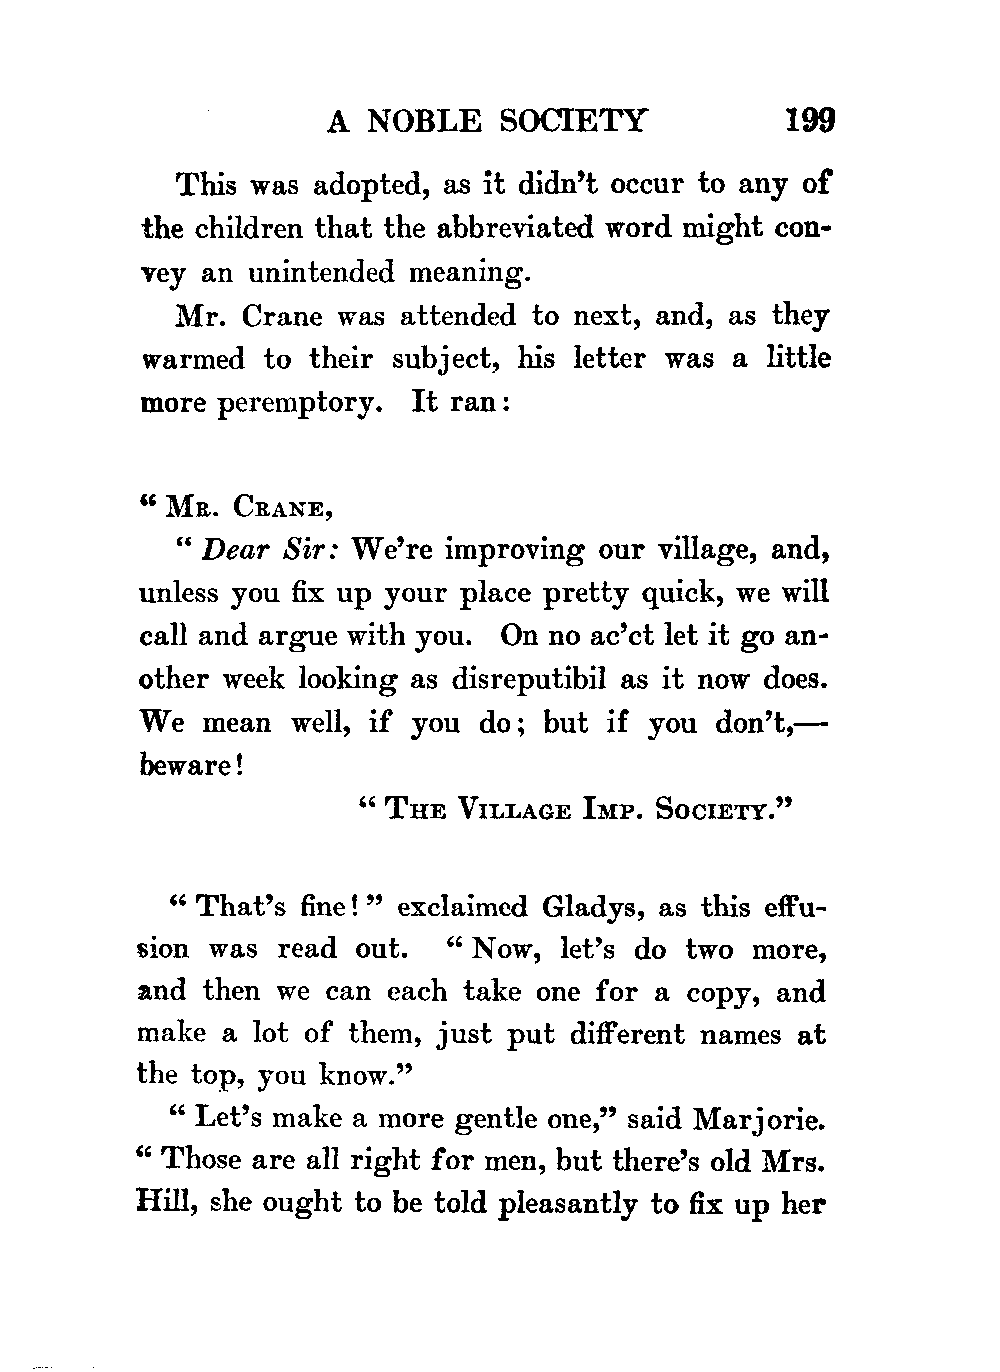 A NOBLE SOCIETY 199
This was adopted, as it didn't occur to any of
the children that the abbreviated word might con-
vey an unintended meaning.
Mr. Crane was attended to next, and, as they
warmed to their subject, his letter was a little
more peremptory. It ran:
" MR. CRANE,
" Dear Sir: We're improving our village, and,
unless you fix up your place pretty quick, we will
call and argue with you. On no ac'ct let it go an-
other week looking as disreputibil as it now does.
We mean well, if you do; but if you don't,—
beware!
" THE VILLAGE IMP. SOCIETY."
" That's fine!" exclaimed Gladys, as this effu-
sion was read out. " Now, let's do two more,
and then we can each take one for a copy, and
make a lot of them, just put different names at
the top, you know."
" Let's make a more gentle one," said Marjorie.
" Those are all right for men, but there's old Mrs.
Hill, she ought to be told pleasantly to fix up her